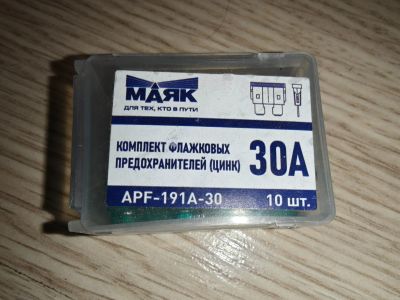 МАЯК
ДЛЯ ТЕХ, КТО В ПУТИ
КОМПЛЕКТ ФЛАЖКОВЫХ
ПРЕДОХРАНИТЕЛЕЙ (ЦИНК)
30А
APF-191A-30
10 шт.